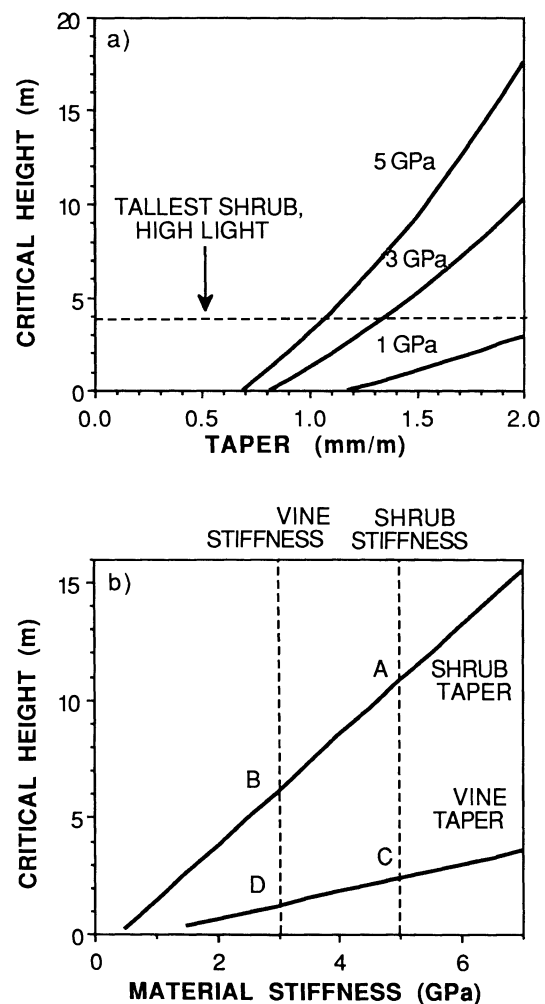 a)
CRITICAL HEIGHT (m)
20
15
10
5
0
TALLEST SHRUB,
HIGH LIGHT
5 GPa
3 GPa
1 GPa
0.0 0.5 1.0 1.5 2.0
TAPER (mm/m)
VINE
STIFFNESS
SHRUB
STIFFNESS
b)
CRITICAL HEIGHT (m)
15
10
5
0
A
SHRUB
TAPER
B
VINE
TAPER
C
D
0 2 4 6
MATERIAL STIFFNESS (GPa)